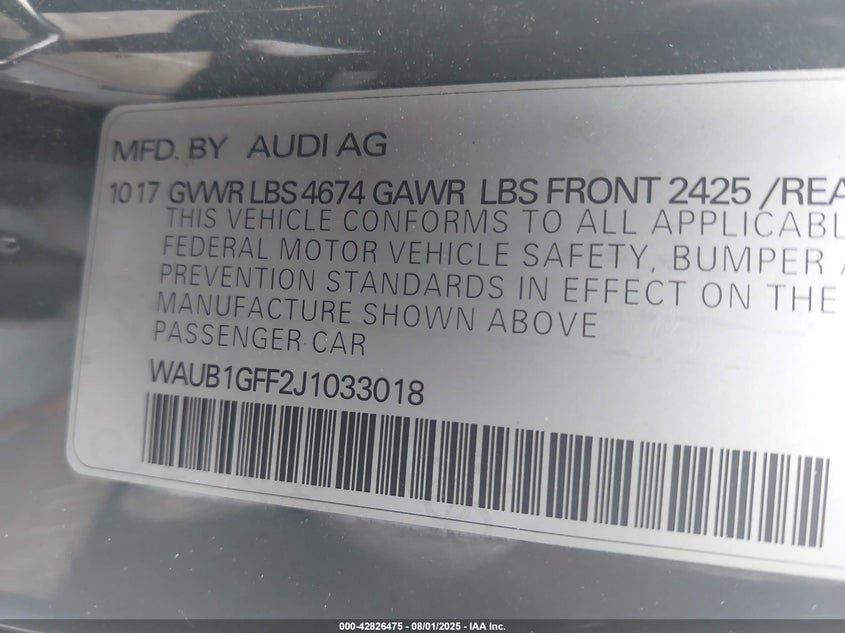 MFD. BY AUDI AG
10 17 GVWR LBS 4674 GAWR LBS FRONT 2425 /REA
THIS VEHICLE CONFORMS TO ALL APPLICABL
FEDERAL MOTOR VEHICLE SAFETY, BUMPER
PREVENTION STANDARDS IN EFFECT ON THE
MANUFACTURE SHOWN ABOVE
PASSENGER CAR
WAUB1GFF2J1033018
000-42826475 - 08/01/2025 - IAA Inc.